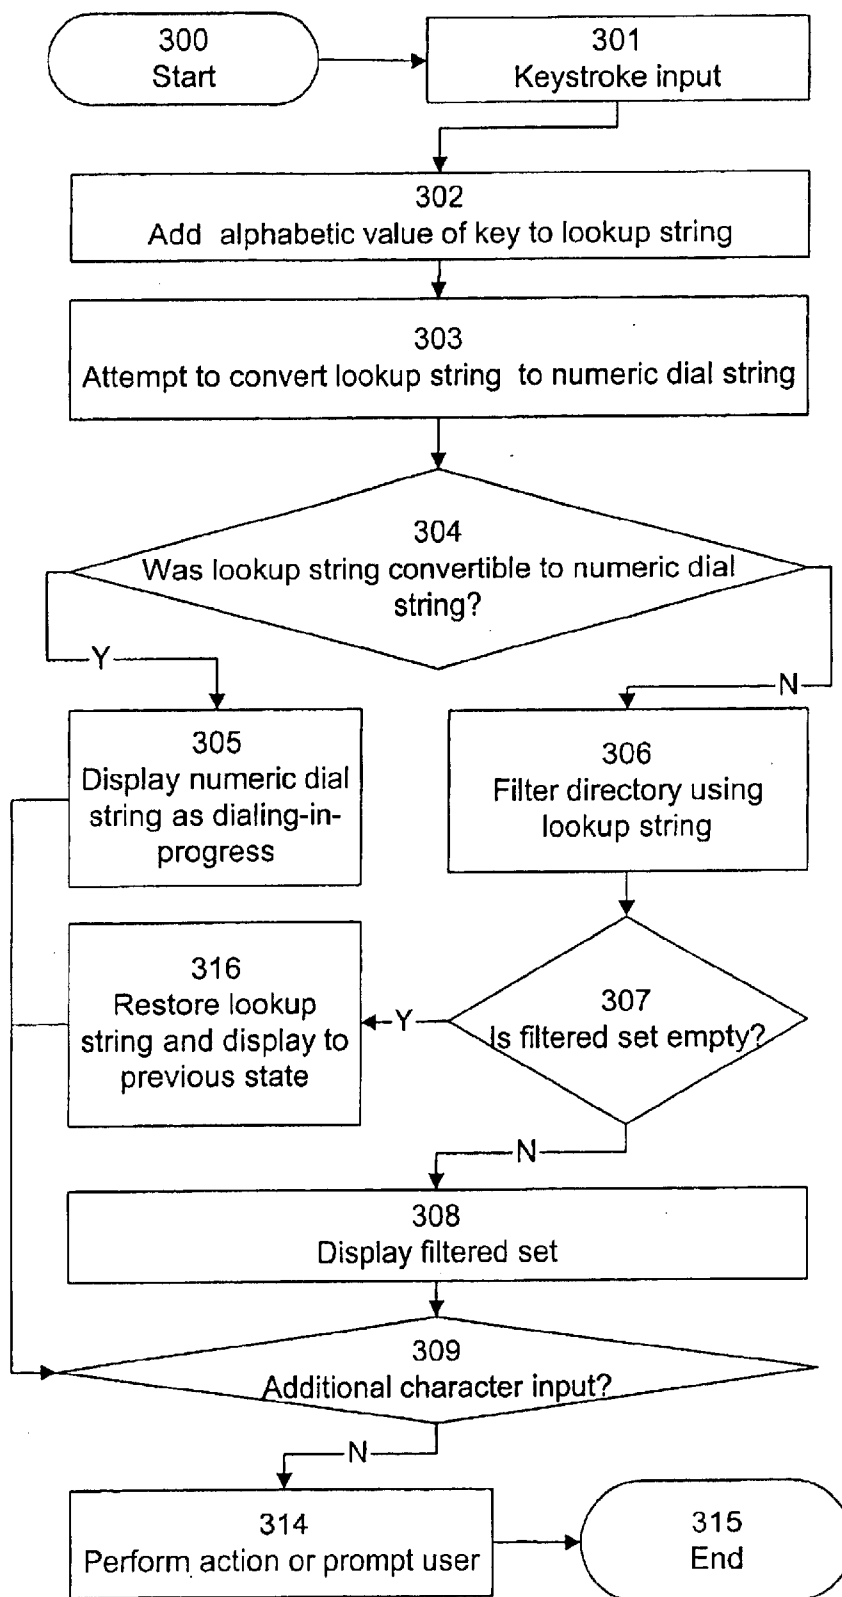 300
Start
301
Keystroke input
302
Add alphabetic value of key to lookup string
303
Attempt to convert lookup string to numeric dial string
304
Was lookup string convertible to numeric dial
string?
Y
N
305
Display numeric dial
string as dialing-in-
progress
306
Filter directory using
lookup string
316
Restore lookup
string and display to
previous state
Y
307
Is filtered set empty?
N
308
Display filtered set
309
Additional character input?
N
314
Perform action or prompt user
315
End